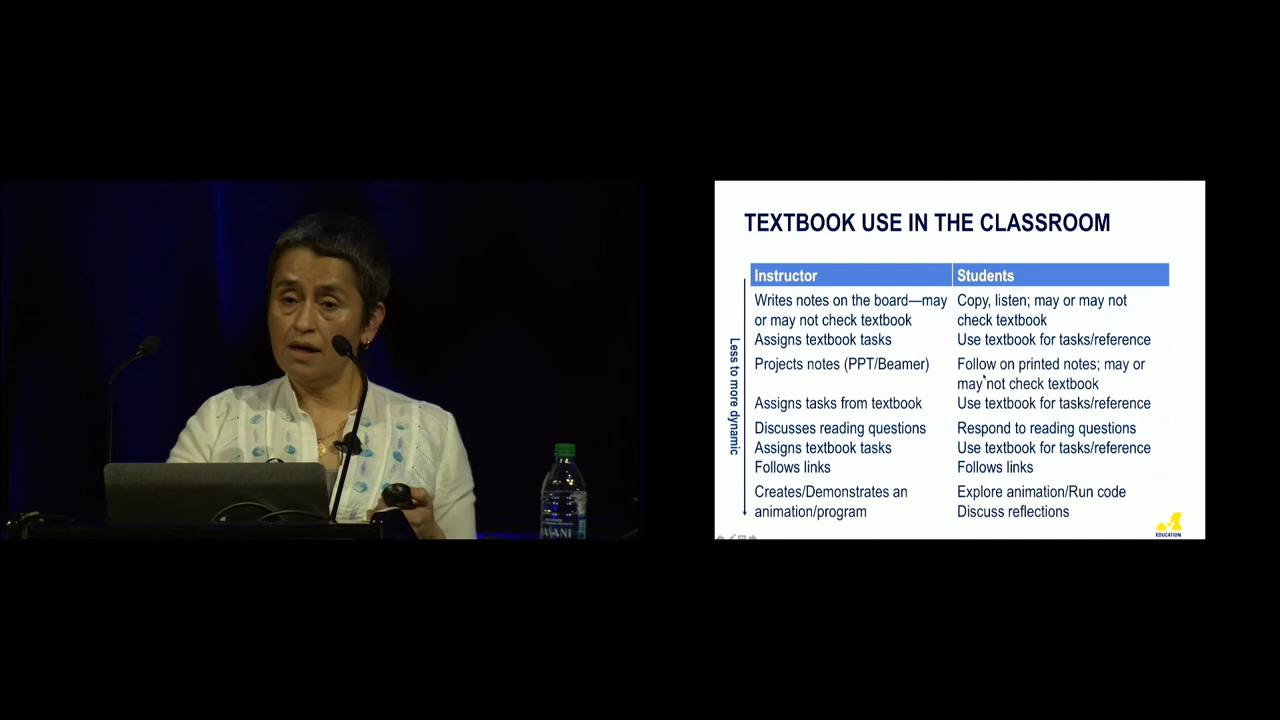 TEXTBOOK USE IN THE CLASSROOM
Instructor Students
Writes notes on the board—may Copy, listen; may or may not
or may not check textbook check textbook
Assigns textbook tasks Use textbook for tasks/reference
Projects notes (PPT/Beamer) Follow on printed notes; may or
may not check textbook
Assigns tasks from textbook Use textbook for tasks/reference
Discusses reading questions Respond to reading questions
Assigns textbook tasks Use textbook for tasks/reference
Follows links Follows links
Creates/Demonstrates an Explore animation/Run code
animation/program Discuss reflections
Less to more dynamic
EDUCATION